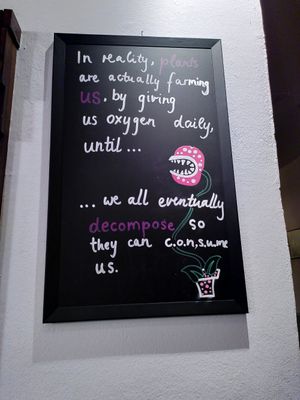 In reality, plants
are actually farming
us, by giving
us oxygen daily,
until ...
... we all eventually
decompose so
they can c.o.n.s.u.me
us.